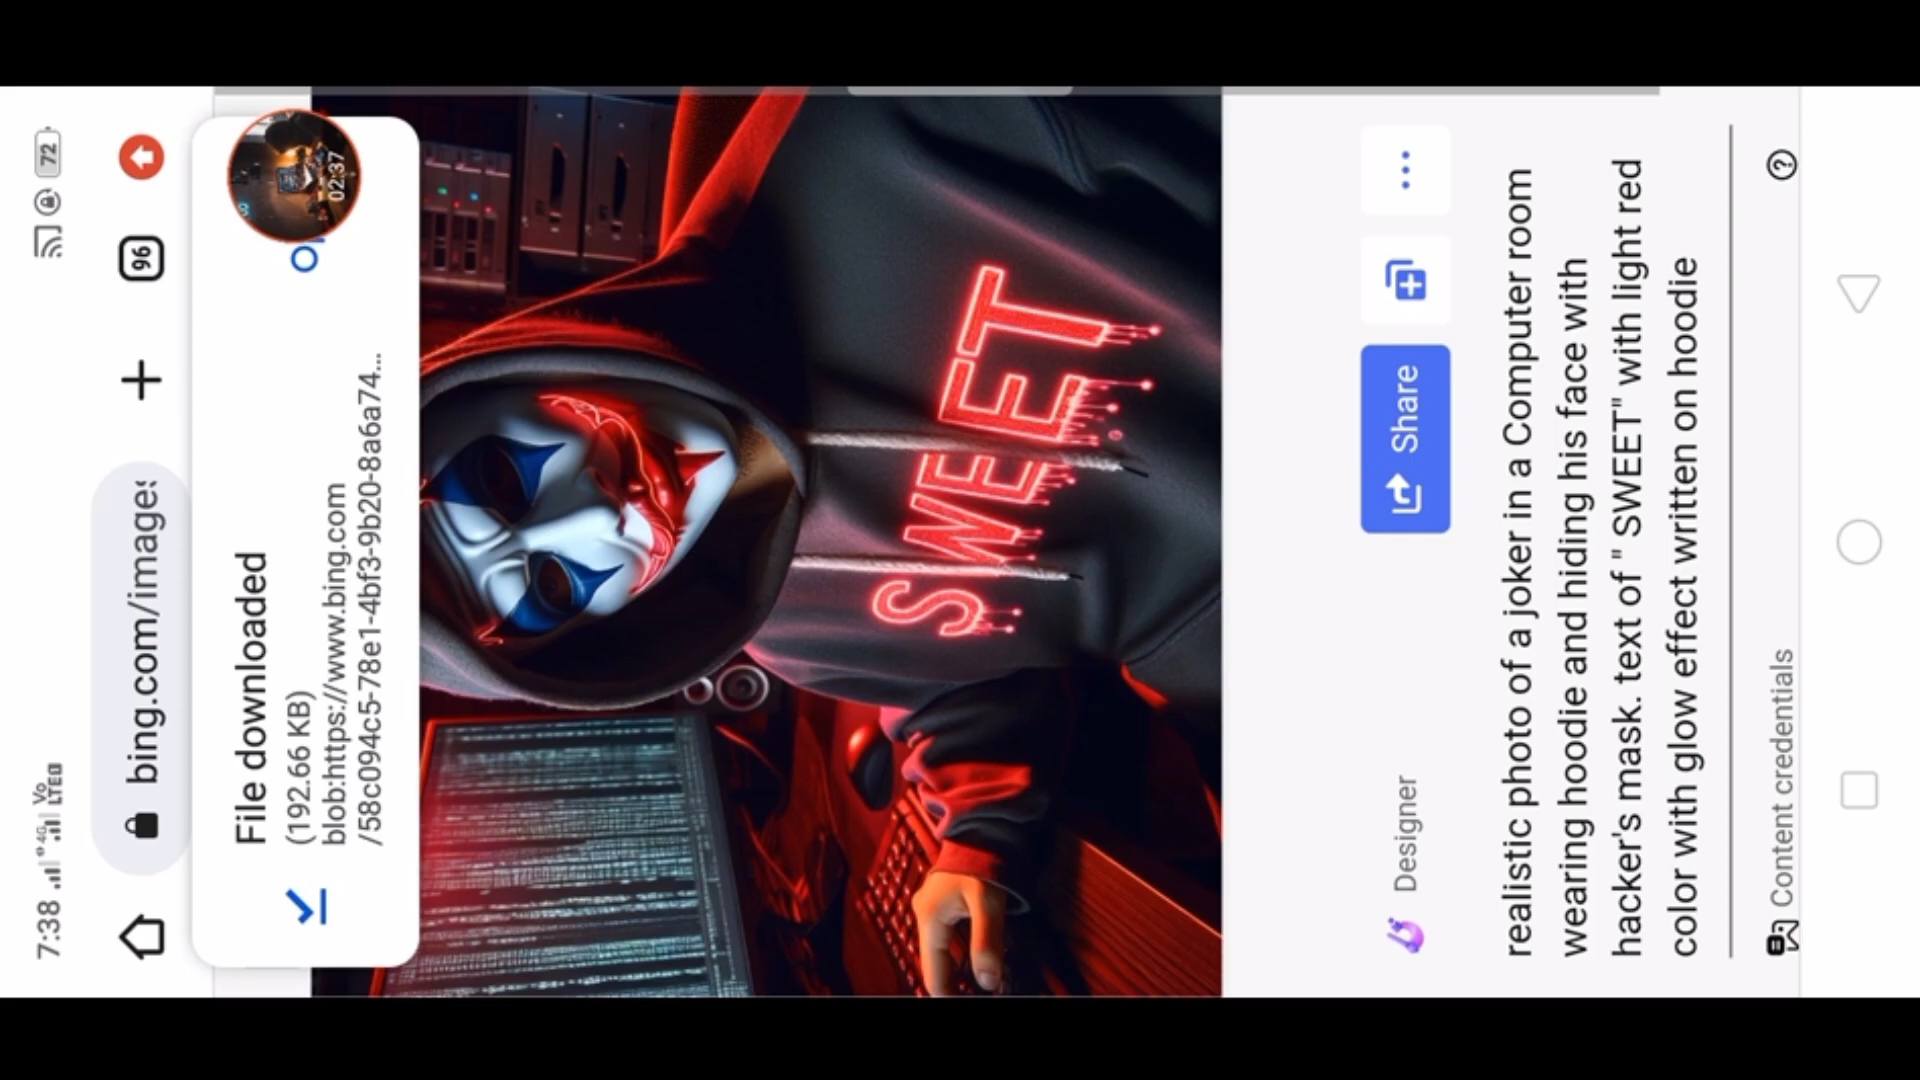 7:38
4G
Vo
LTE
72
bing.com/image
96
File downloaded
(192.66 KB)
blob:https://www.bing.com
/58c094c5-78e1-4bf3-9b20-8a6a74...
02:37
SWEET
Designer
Share
realistic photo of a joker in a Computer room
wearing hoodie and hiding his face with
hacker's mask. text of " SWEET" with light red
color with glow effect written on hoodie
Content credentials